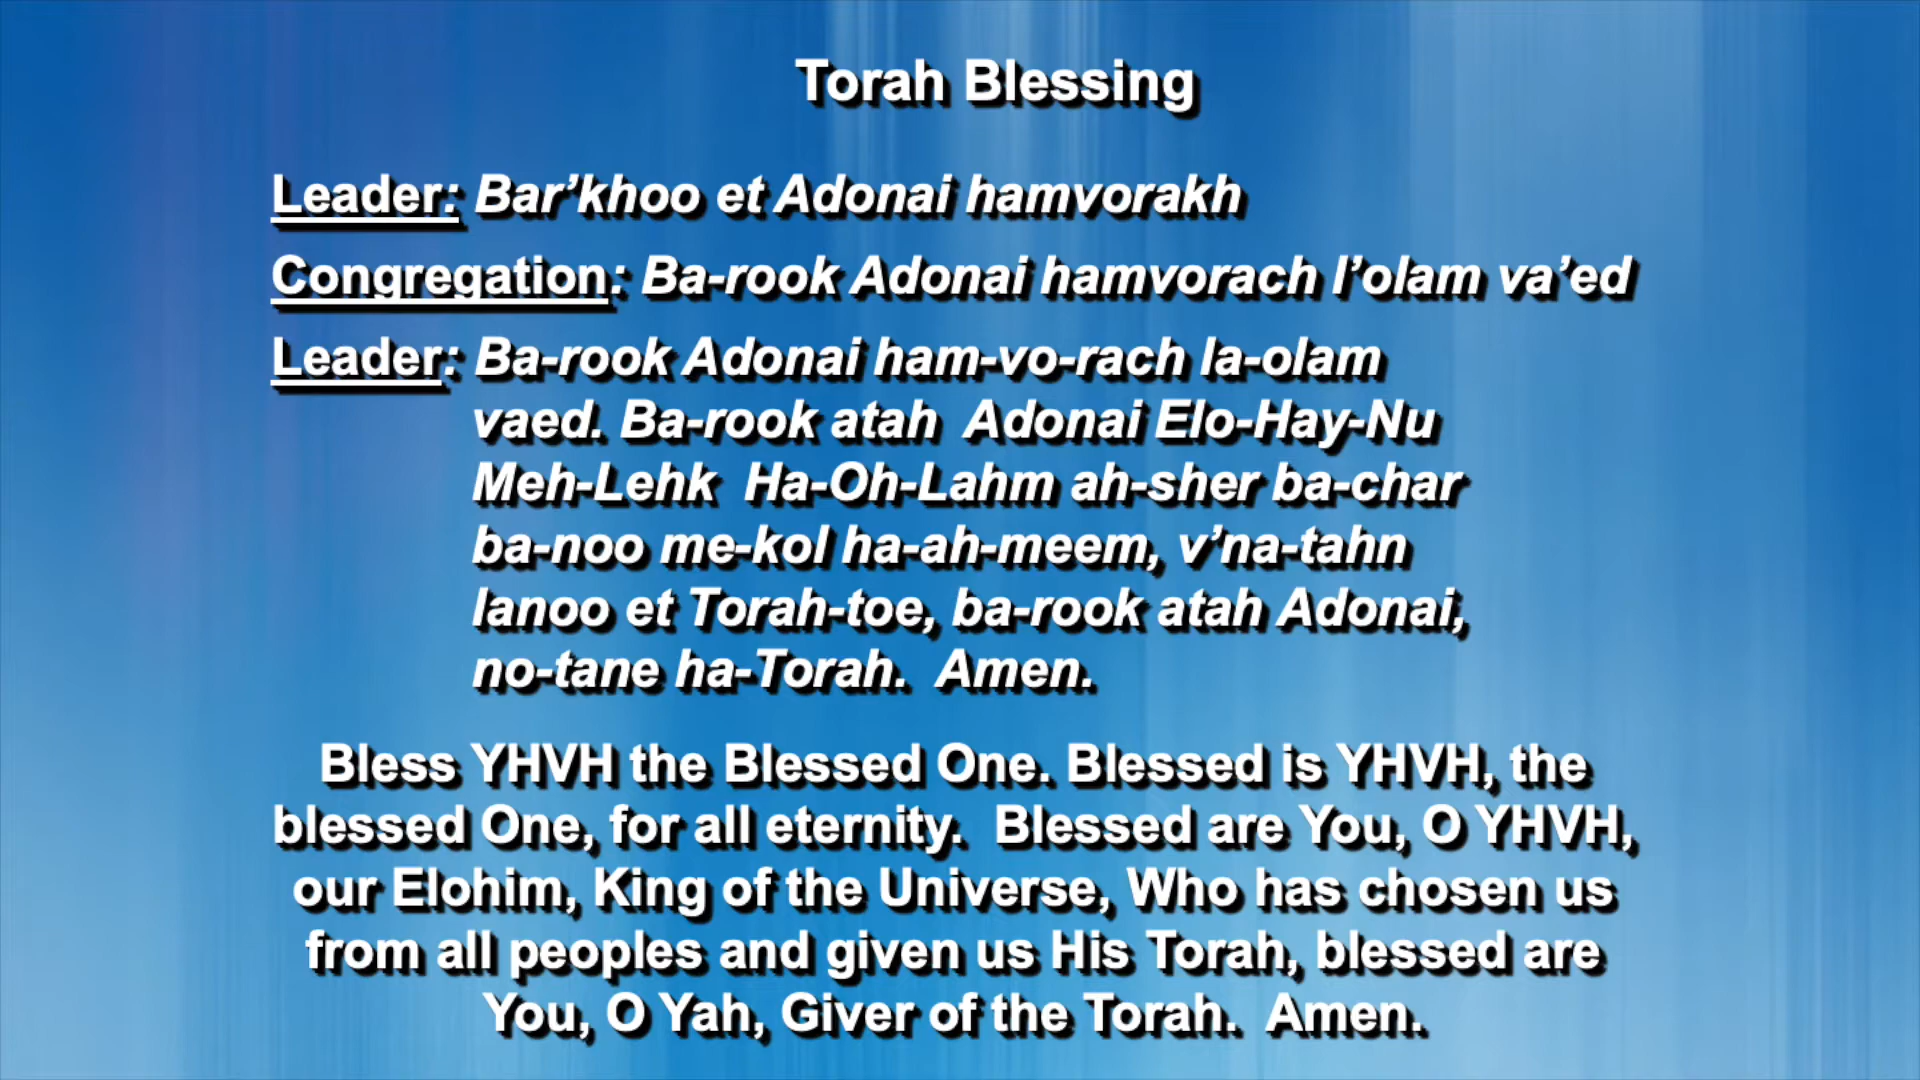 Torah Blessing
Leader: Bar’khoo et Adonai hamvorakh
Congregation: Ba-rook Adonai hamvorach l’olam va’ed
Leader: Ba-rook Adonai ham-vo-rach la-olam
vaed. Ba-rook atah Adonai Elo-Hay-Nu
Meh-Lehk Ha-Oh-Lahm ah-sher ba-char
ba-noo me-kol ha-ah-meem, v’na-tahn
lanoo et Torah-toe, ba-rook atah Adonai,
no-tane ha-Torah. Amen.
Bless YHVH the Blessed One. Blessed is YHVH, the
blessed One, for all eternity. Blessed are You, O YHVH,
our Elohim, King of the Universe, Who has chosen us
from all peoples and given us His Torah, blessed are
You, O Yah, Giver of the Torah. Amen.